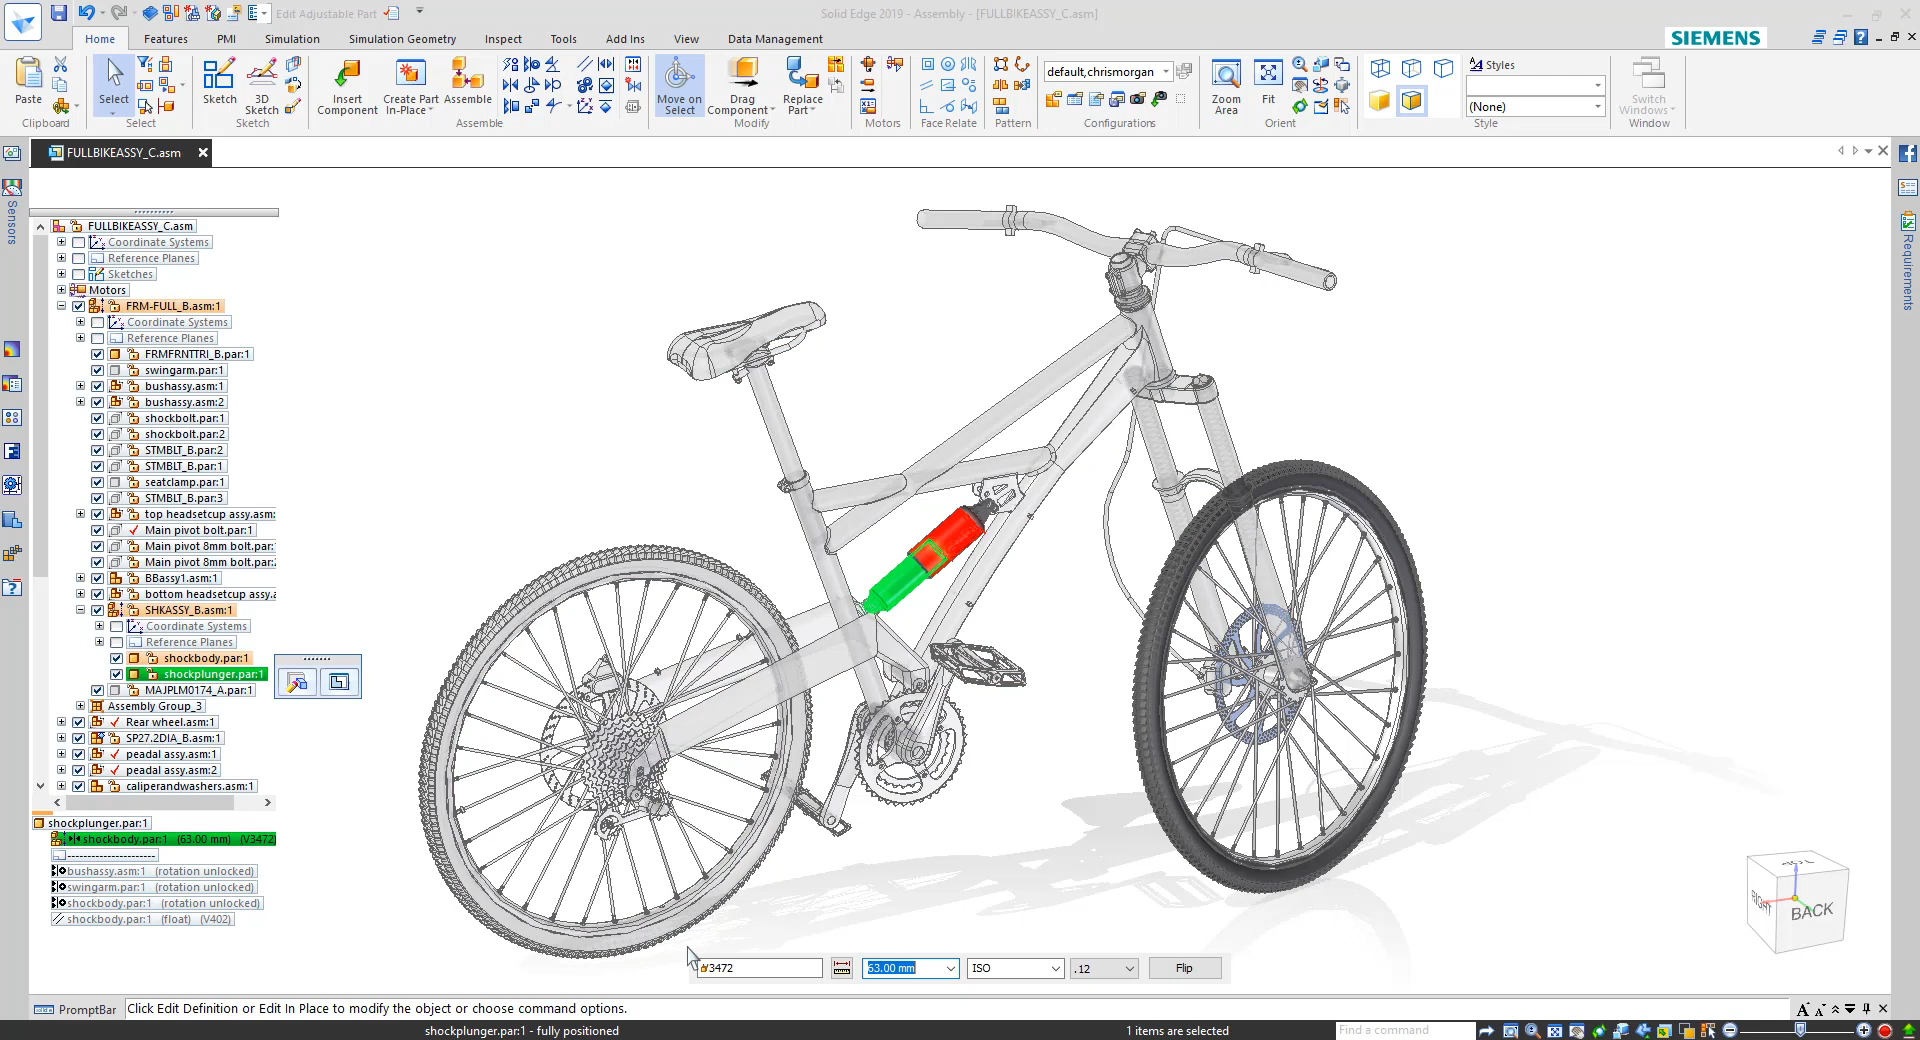 Edit Adjustable Part
Solid Edge 2019 - Assembly - [FULLBIKEASSY_C.asm]
Home Features PMI Simulation Simulation Geometry Inspect Tools Add Ins View Data Management
SIEMENS
Paste
Clipboard
Select
Select
Sketch
3D Sketch
Sketch
Insert Component
Create Part In-Place
Assemble
Assemble
Move on Select
Drag Component
Replace Part
Modify
Motors
Face Relate
Pattern
default,chrismorgan
Configurations
Zoom Area
Fit
Orient
Styles
(None)
Style
Switch Windows
Window
FULLBIKEASSY_C.asm
Sensors
Requirements
FULLBIKEASSY_C.asm
Coordinate Systems
Reference Planes
Sketches
Motors
FRM-FULL_B.asm:1
Coordinate Systems
Reference Planes
FRMFRNTTRI_B.par:1
swingarm.par:1
bushassy.asm:1
bushassy.asm:2
shockbolt.par:1
shockbolt.par:2
STMBLT_B.par:2
STMBLT_B.par:1
seatclamp.par:1
STMBLT_B.par:3
top headsetcup assy.asm:
Main pivot bolt.par:1
Main pivot 8mm bolt.par:
Main pivot 8mm bolt.par:
BBassy1.asm:1
bottom headsetcup assy.a
SHKASSY_B.asm:1
Coordinate Systems
Reference Planes
shockbody.par:1
shockplunger.par:1
MAJPLM0174_A.par:1
Assembly Group_3
Rear wheel.asm:1
SP27.2DIA_B.asm:1
peadal assy.asm:1
peadal assy.asm:2
caliperandwashers.asm:1
shockplunger.par:1
shockbody.par:1 (63.00 mm) (V3472)
-----------------------
bushassy.asm:1 (rotation unlocked)
swingarm.par:1 (rotation unlocked)
shockbody.par:1 (rotation unlocked)
shockbody.par:1 (float) (V402)
TOP
RIGHT
BACK
V3472 63.00 mm ISO .12 Flip
PromptBar Click Edit Definition or Edit In Place to modify the object or choose command options.
shockplunger.par:1 - fully positioned 1 items are selected Find a command